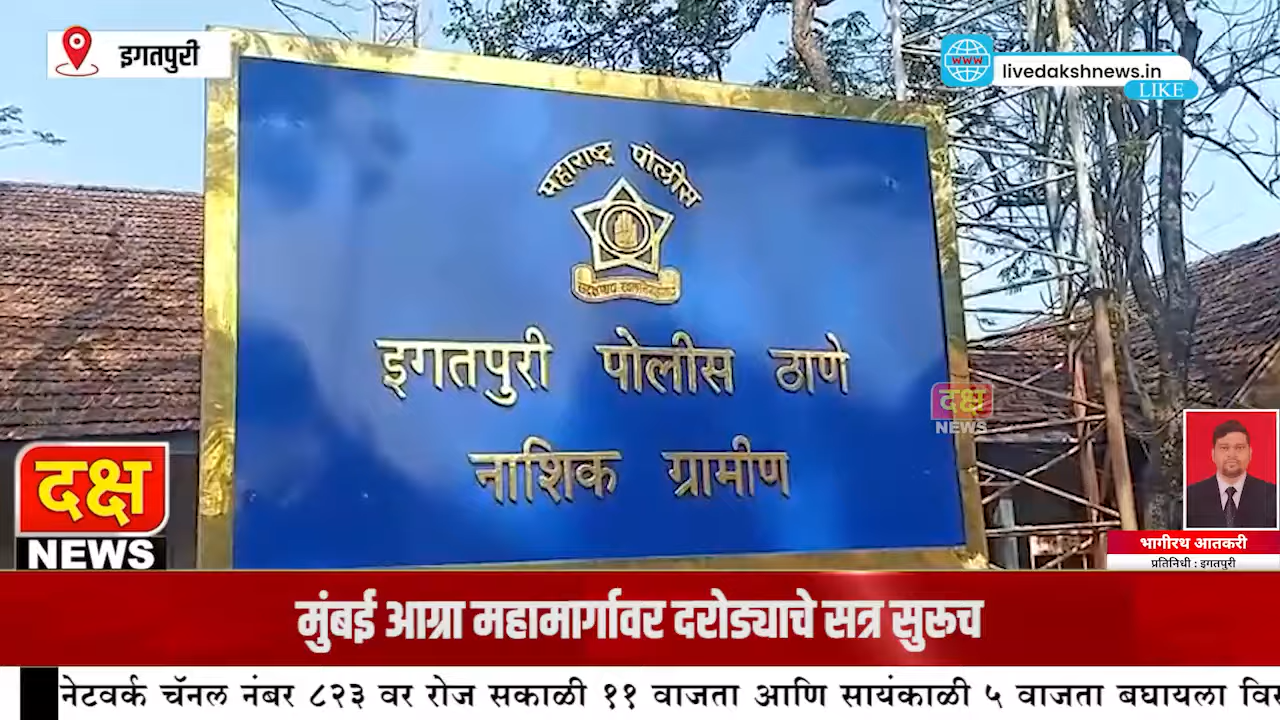 इगतपुरी
www
livedakshnews.in
LIKE
महाराष्ट्र पोलीस
इगतपुरी पोलीस ठाणे
नाशिक ग्रामीण
दक्ष
NEWS
दक्ष
NEWS
भागीरथ आतकरी
प्रतिनिधी : इगतपुरी
मुंबई आग्रा महामार्गावर दरोड्याचे सत्र सुरूच
नेटवर्क चॅनल नंबर ८२३ वर रोज सकाळी ११ वाजता आणि सायंकाळी ५ वाजता बघायला